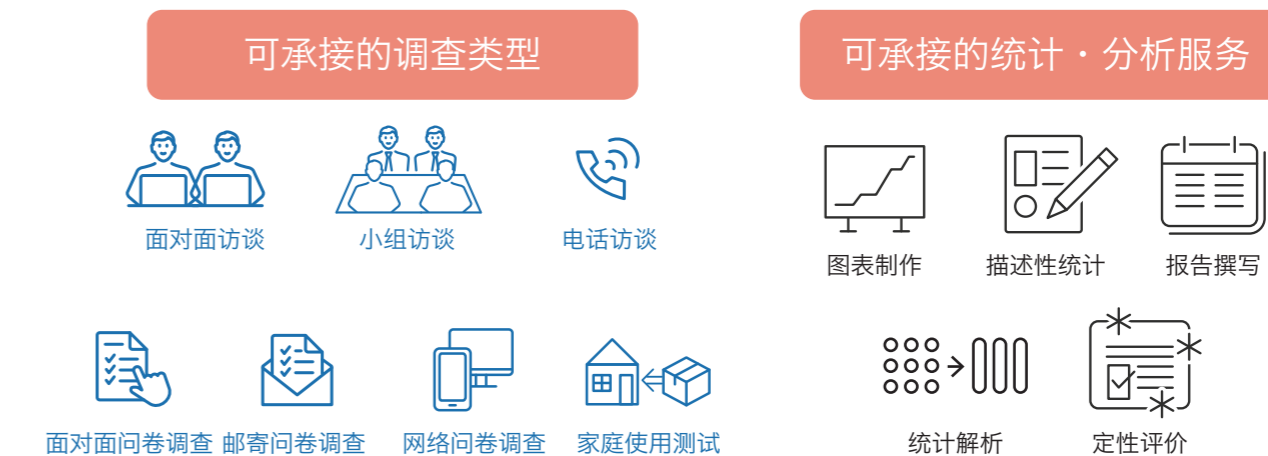 可承接的调查类型
面对面访谈
小组访谈
电话访谈
面对面问卷调查
邮寄问卷调查
网络问卷调查
家庭使用测试
可承接的统计・分析服务
图表制作
描述性统计
报告撰写
统计解析
定性评价